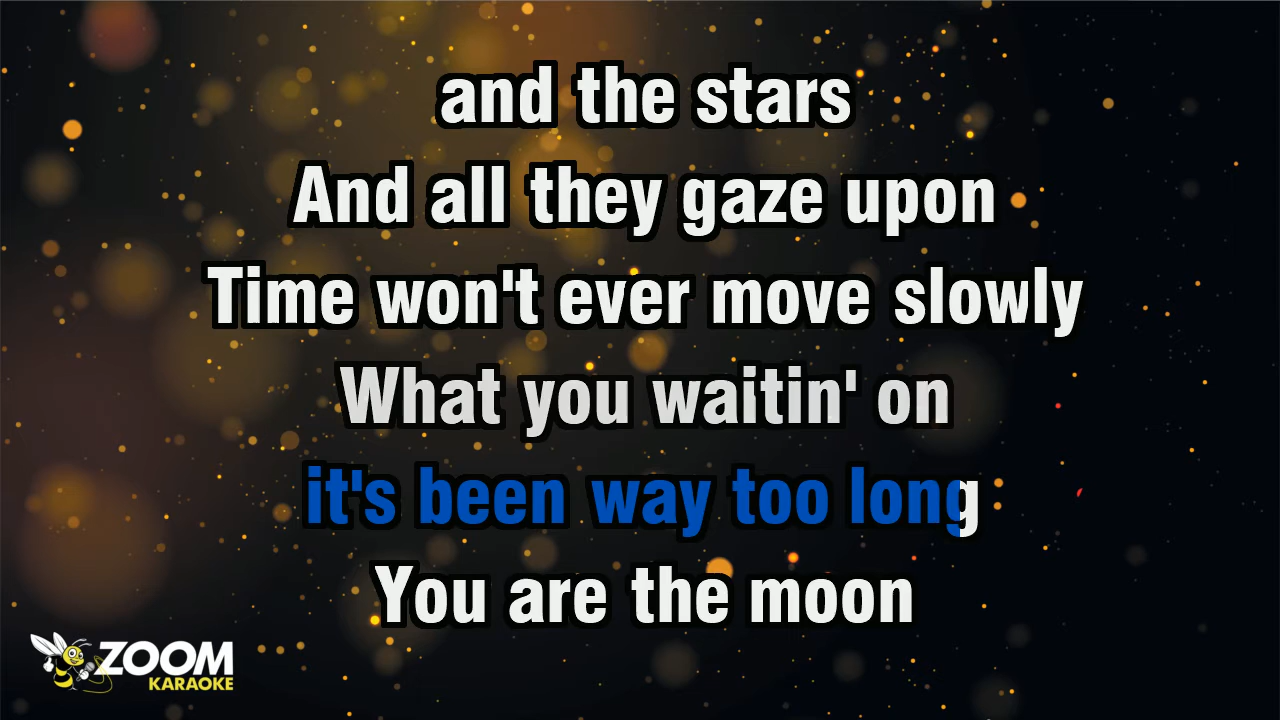 and the stars
And all they gaze upon
Time won't ever move slowly
What you waitin' on
it's been way too long
You are the moon
ZOOM
KARAOKE